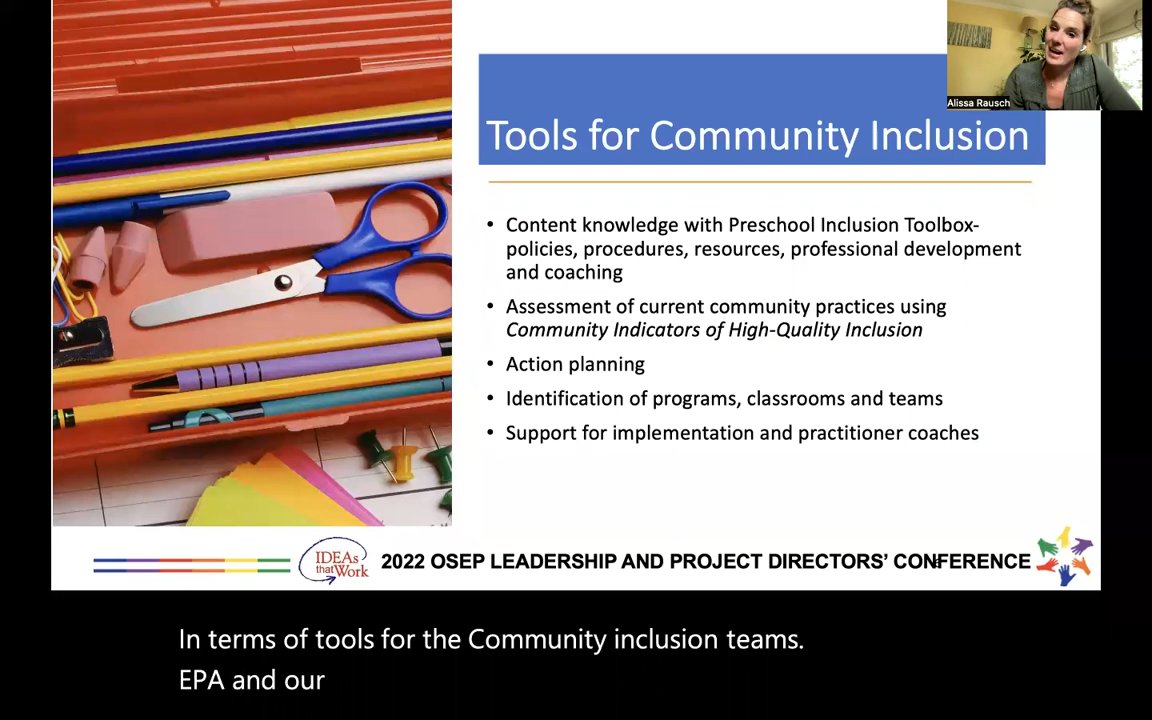 Alissa Rausch
Tools for Community Inclusion
• Content knowledge with Preschool Inclusion Toolbox-
policies, procedures, resources, professional development
and coaching
• Assessment of current community practices using
Community Indicators of High-Quality Inclusion
• Action planning
• Identification of programs, classrooms and teams
• Support for implementation and practitioner coaches
IDEAs
that Work
2022 OSEP LEADERSHIP AND PROJECT DIRECTORS' CONFERENCE
In terms of tools for the Community inclusion teams.
EPA and our